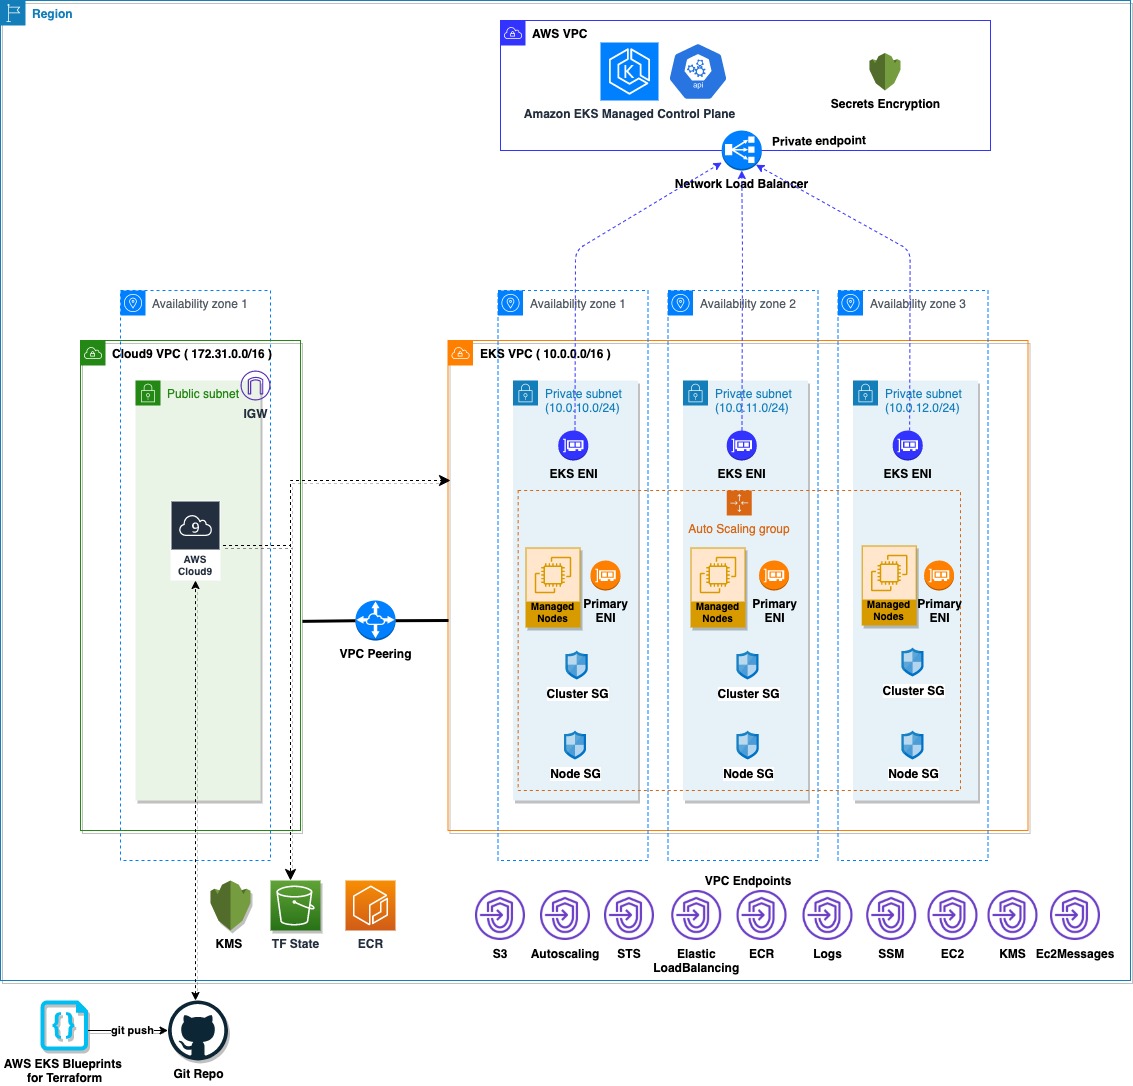 Region
AWS VPC
K
api
Amazon EKS Managed Control Plane
Secrets Encryption
Private endpoint
Network Load Balancer
Availability zone 1
Availability zone 1
Availability zone 2
Availability zone 3
Cloud9 VPC ( 172.31.0.0/16 )
EKS VPC ( 10.0.0.0/16 )
Public subnet
IGW
Private subnet
(10.0.10.0/24)
Private subnet
(10.0.11.0/24)
Private subnet
(10.0.12.0/24)
EKS ENI
EKS ENI
EKS ENI
9
AWS
Cloud9
Auto Scaling group
Managed
Nodes
Primary
ENI
Managed
Nodes
Primary
ENI
Managed
Nodes
Primary
ENI
VPC Peering
Cluster SG
Cluster SG
Cluster SG
Node SG
Node SG
Node SG
KMS
TF State
ECR
VPC Endpoints
S3
Autoscaling
STS
Elastic
LoadBalancing
ECR
Logs
SSM
EC2
KMS
Ec2Messages
{}
git push
AWS EKS Blueprints
for Terraform
Git Repo